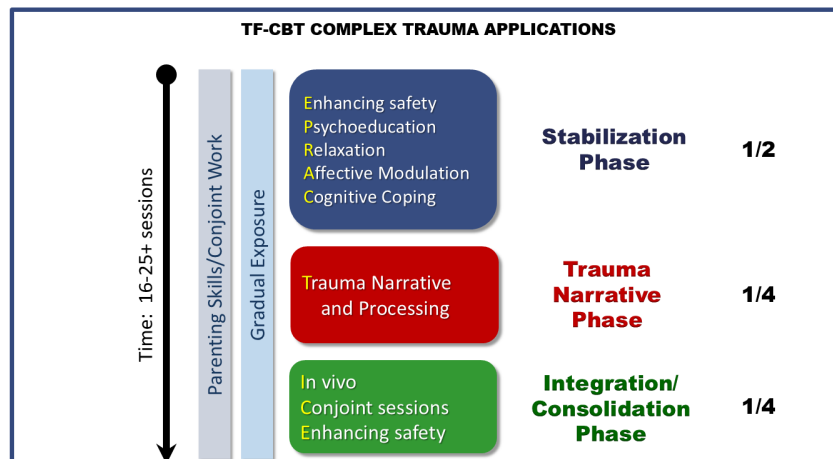 TF-CBT COMPLEX TRAUMA APPLICATIONS
Time: 16-25+ sessions
Parenting Skills/Conjoint Work
Gradual Exposure
Enhancing safety
Psychoeducation
Relaxation
Affective Modulation
Cognitive Coping
Stabilization
Phase
1/2
Trauma Narrative
and Processing
Trauma
Narrative
Phase
1/4
In vivo
Conjoint sessions
Enhancing safety
Integration/
Consolidation
Phase
1/4